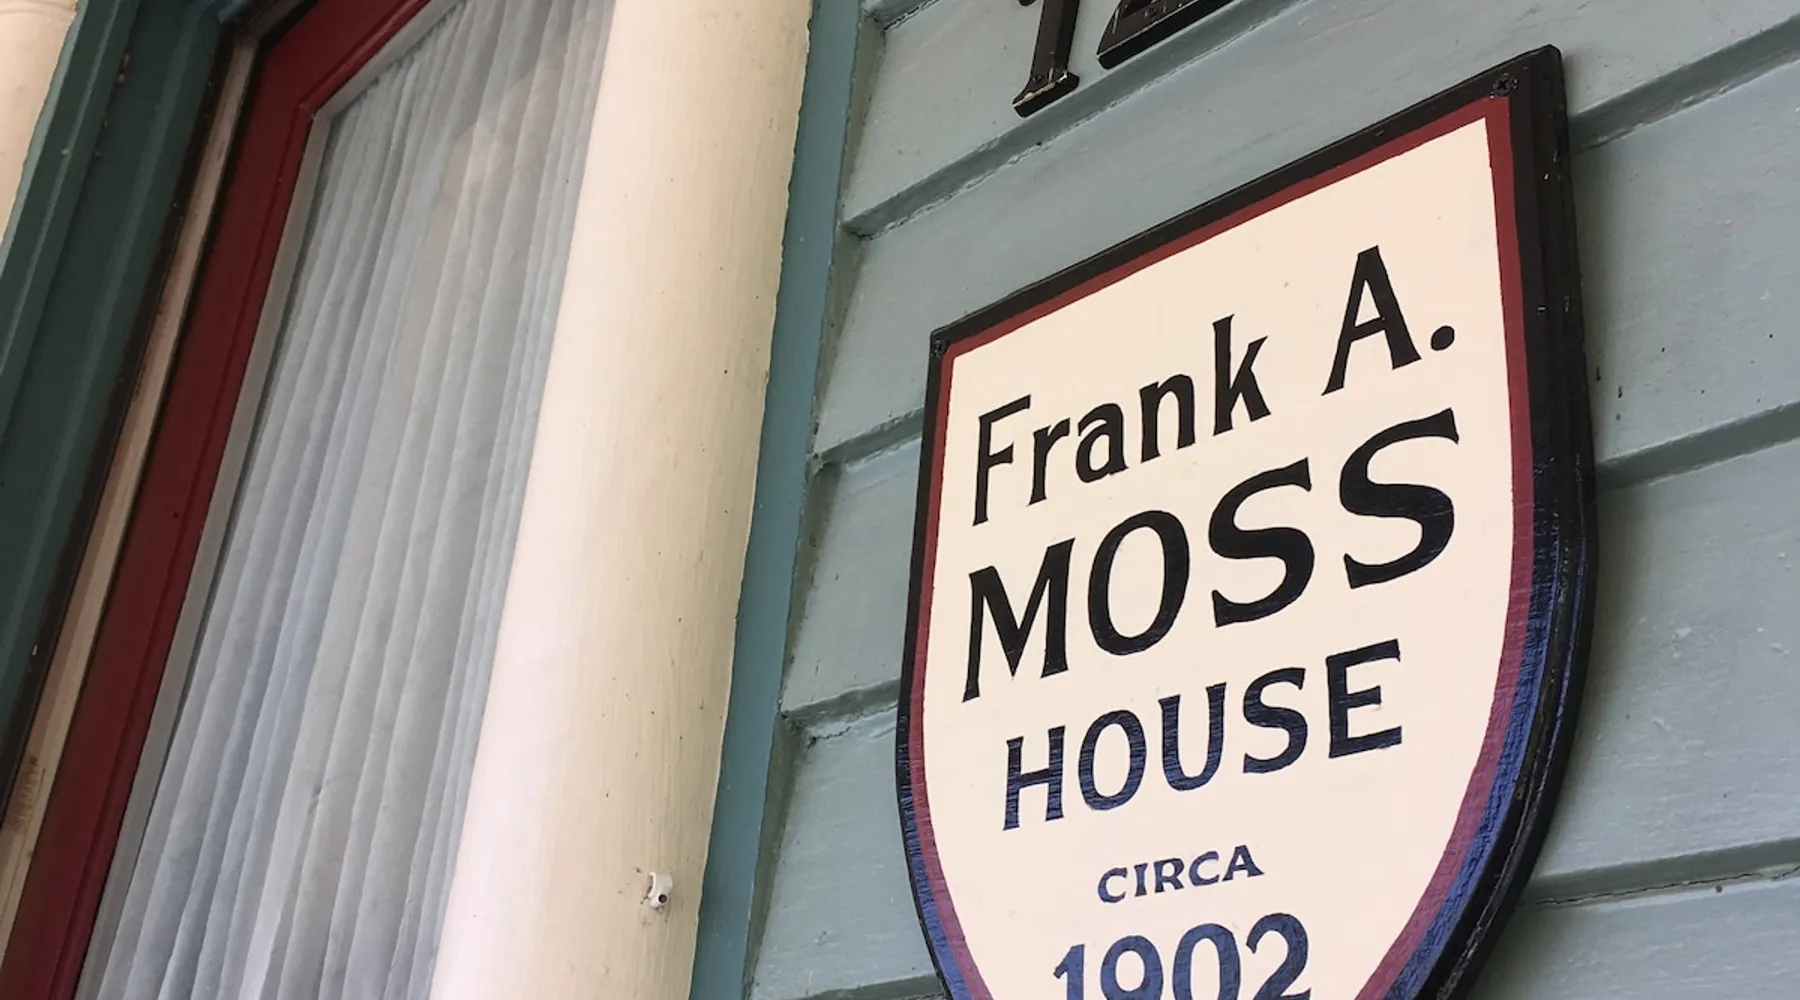 Frank A.
MOSS
HOUSE
CIRCA
1902